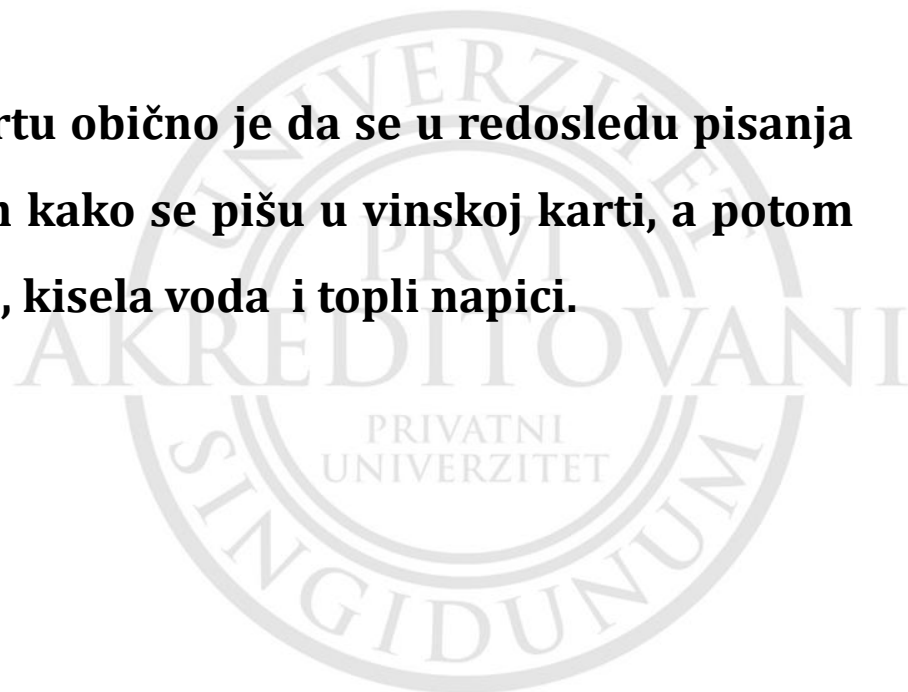 rtu obično je da se u redosledu pisanja
kako se pišu u vinskoj karti, a potom
, kisela voda i topli napici.
UNIVERZITET
PRVI
AKREDITOVANI
PRIVATNI
UNIVERZITET
SINGIDUNUM